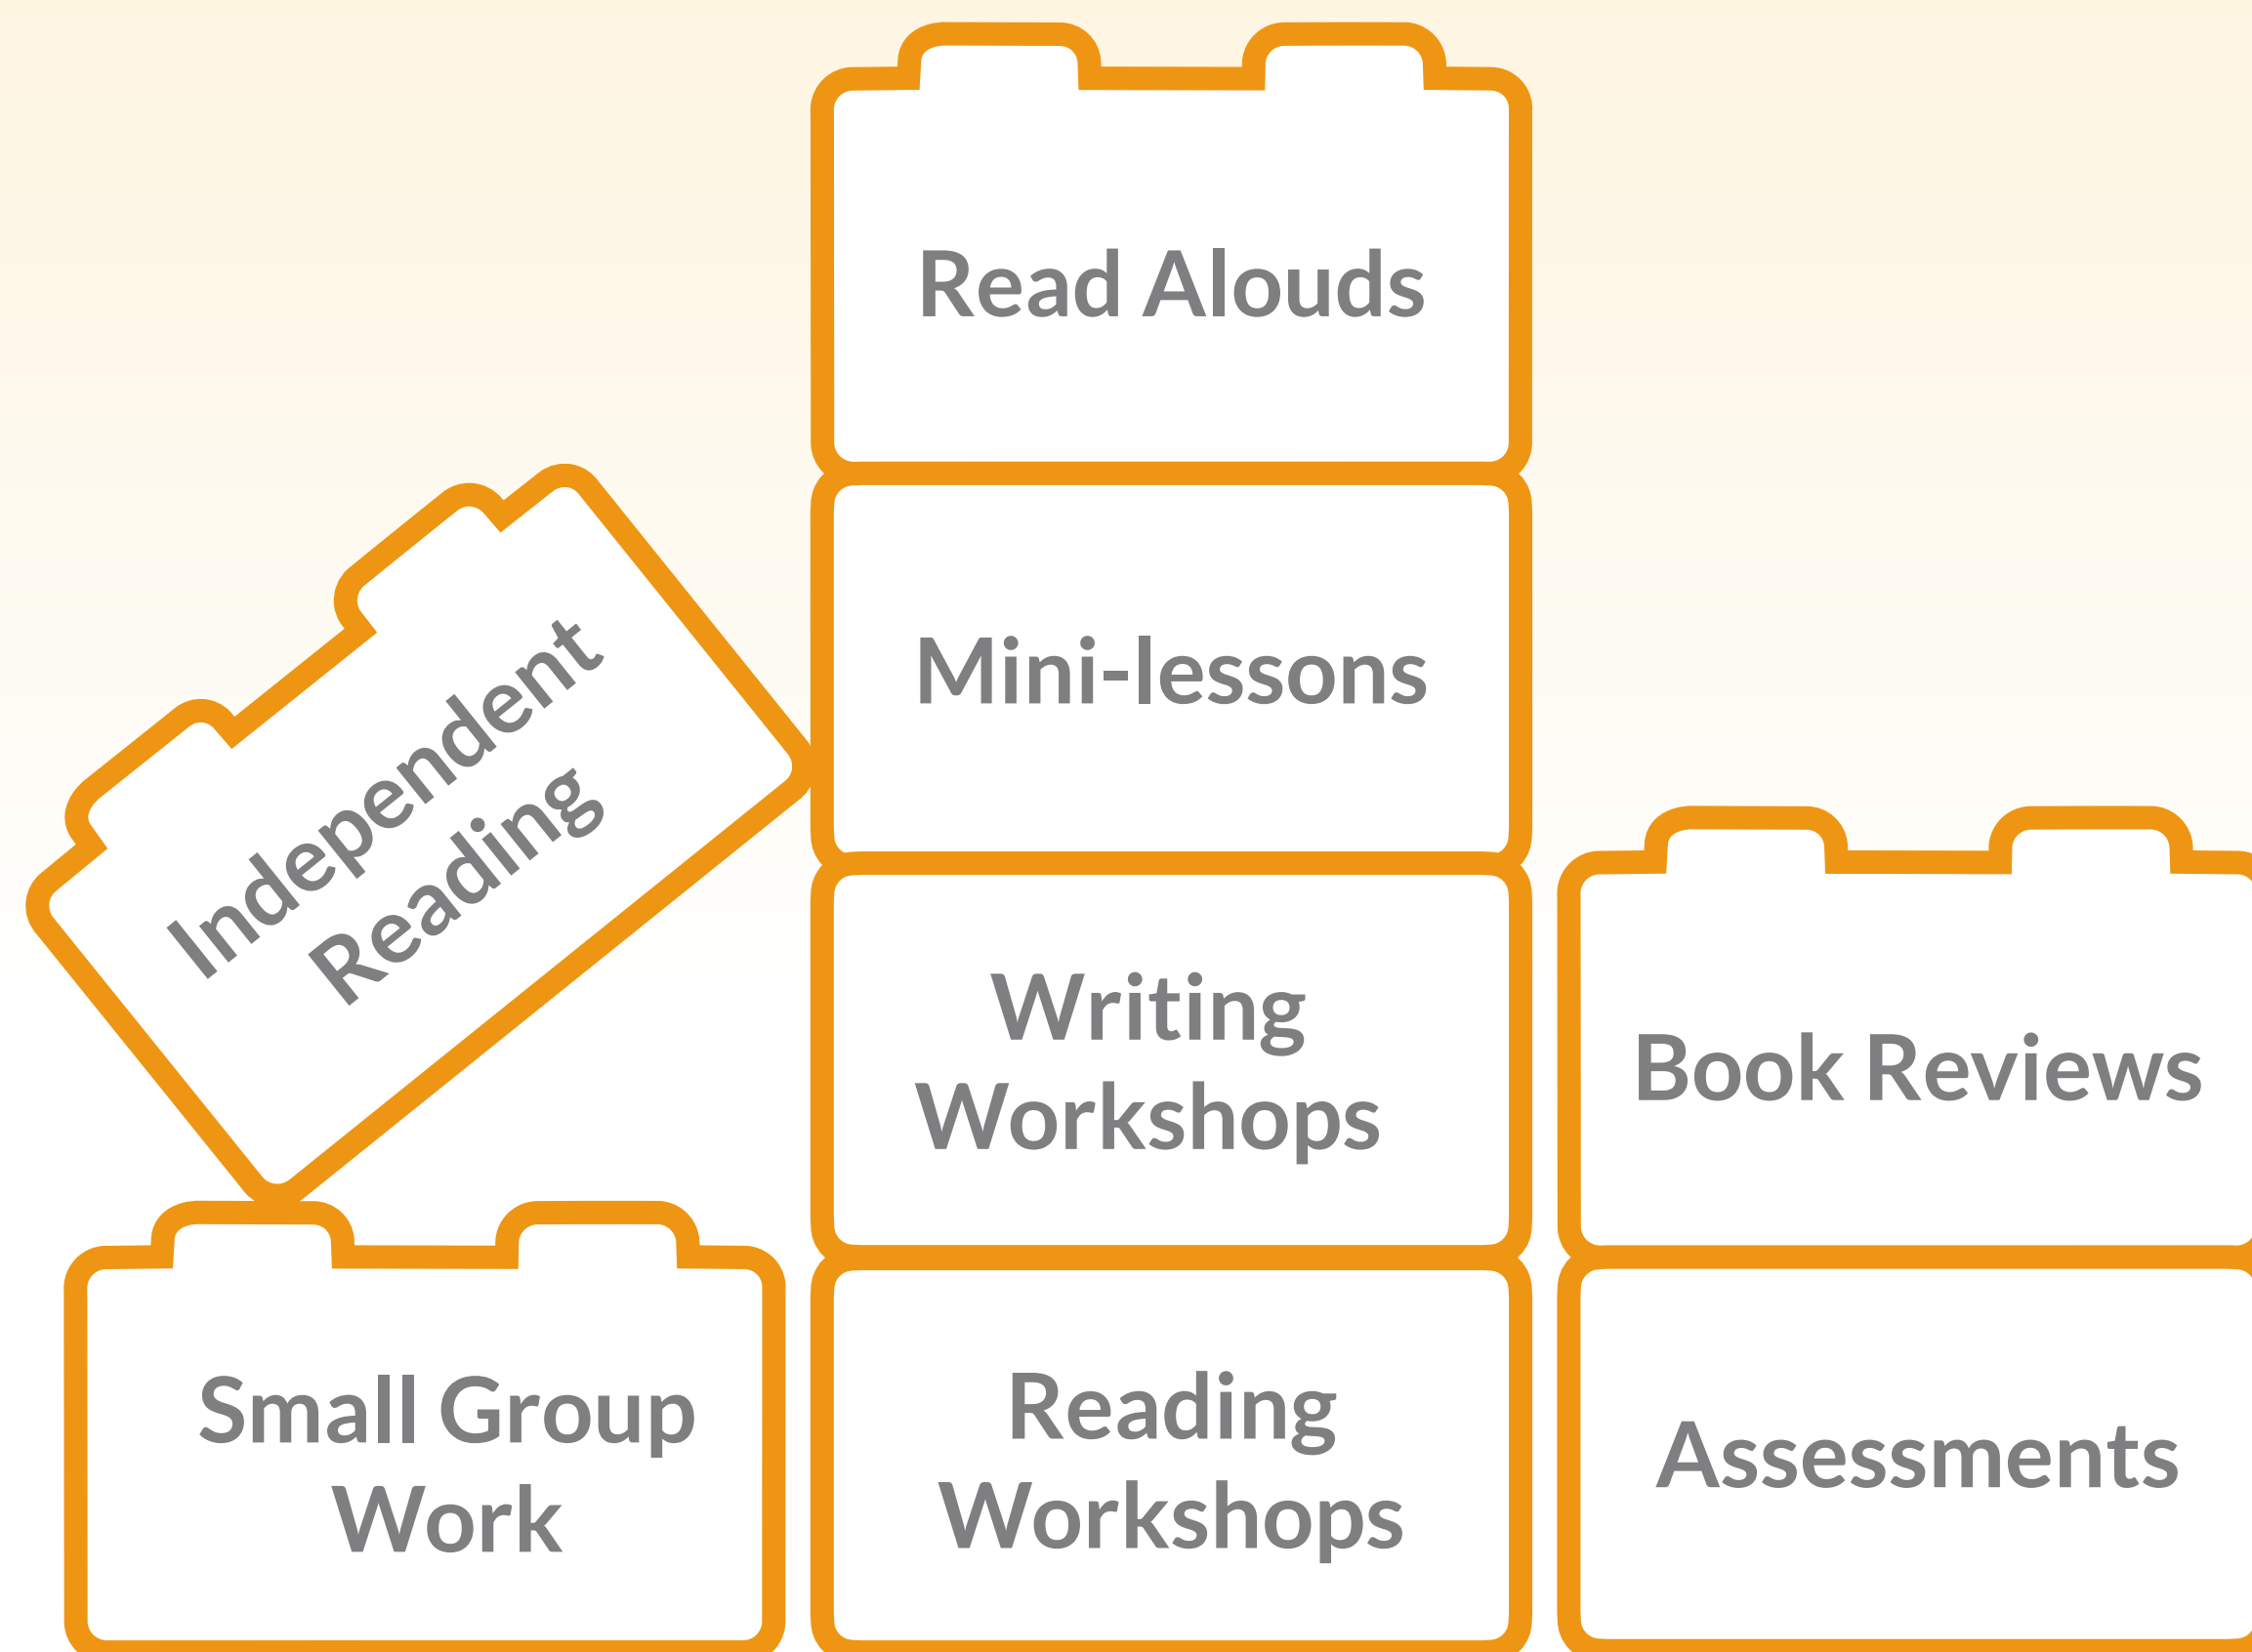 Read Alouds
Mini-lessons
Independent
Reading
Writing
Workshops
Book Reviews
Small Group
Work
Reading
Workshops
Assessments